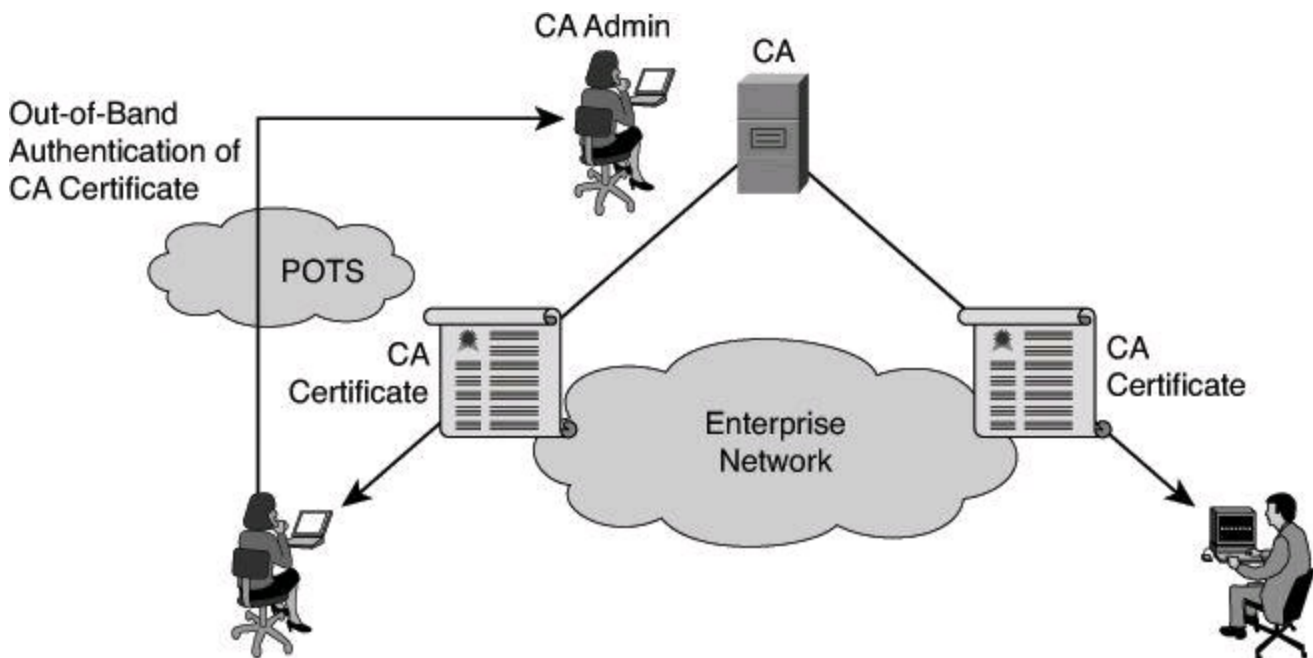 CA Admin
CA
Out-of-Band
Authentication of
CA Certificate
POTS
CA
Certificate
CA
Certificate
Enterprise
Network